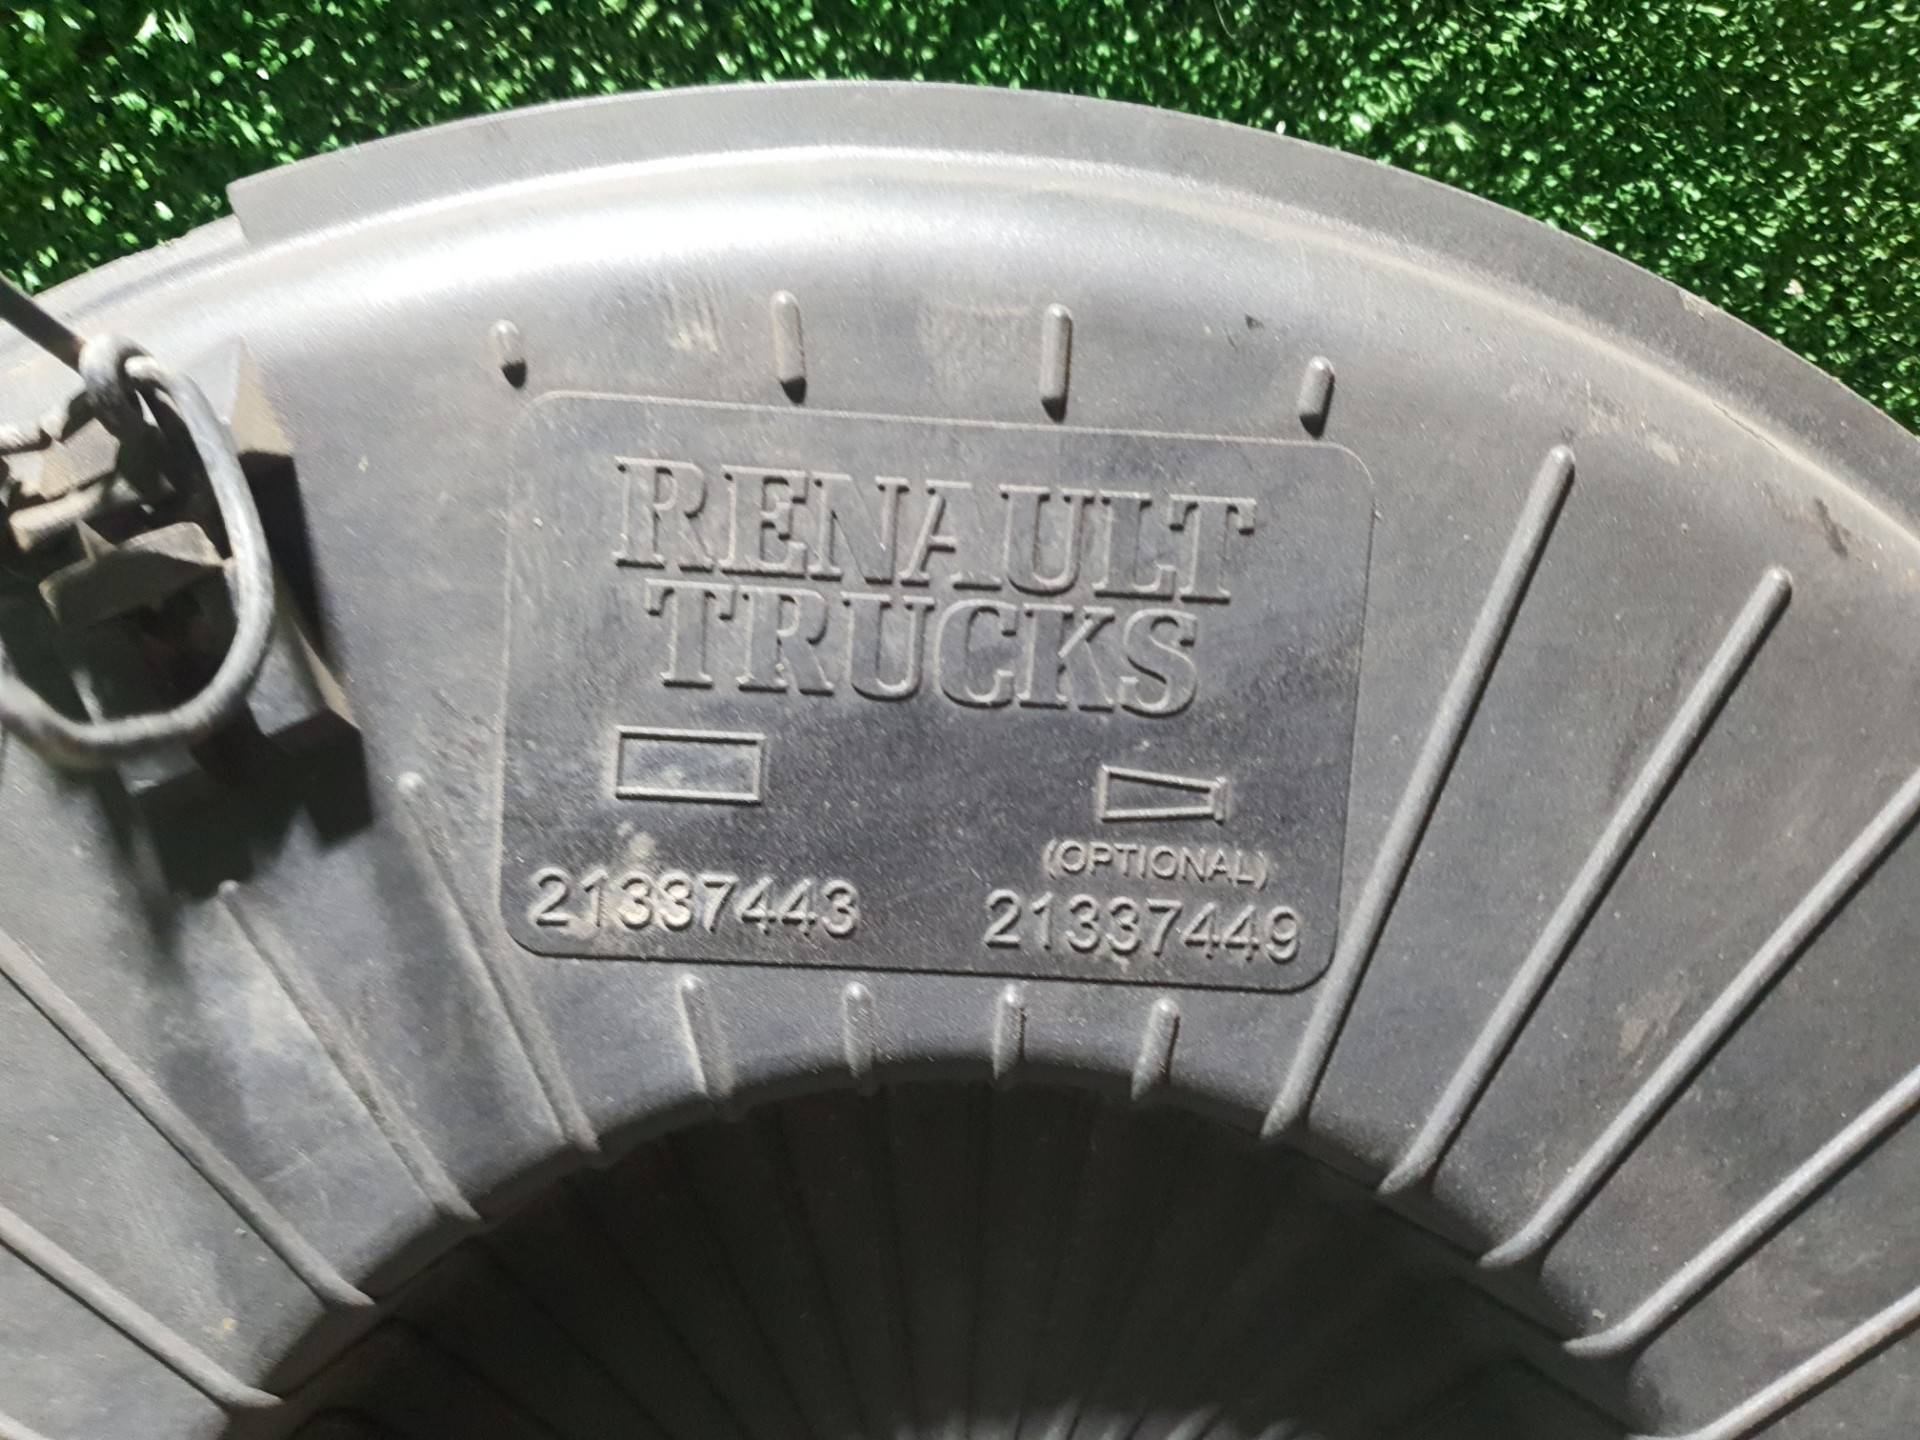 RENAULT
TRUCKS
(OPTIONAL)
21337443 21337449